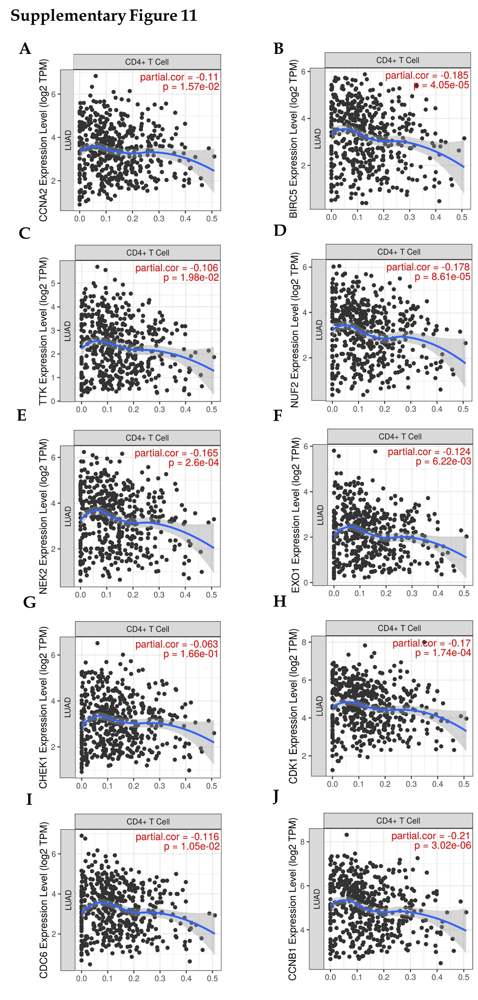 Supplementary Figure 11
A
CD4+ T Cell
CCNA2 Expression Level (log2 TPM)
LUAD
partial.cor = -0.11
p = 1.57e-02
6
4
2
0.0 0.1 0.2 0.3 0.4 0.5
B
CD4+ T Cell
BIRC5 Expression Level (log2 TPM)
LUAD
partial.cor = -0.185
p = 4.05e-05
6
4
2
0.0 0.1 0.2 0.3 0.4 0.5
C
CD4+ T Cell
TTK Expression Level (log2 TPM)
LUAD
partial.cor = -0.106
p = 1.98e-02
5
4
3
2
1
0
0.0 0.1 0.2 0.3 0.4 0.5
D
CD4+ T Cell
NUF2 Expression Level (log2 TPM)
LUAD
partial.cor = -0.178
p = 8.61e-05
6
4
2
0.0 0.1 0.2 0.3 0.4 0.5
E
CD4+ T Cell
NEK2 Expression Level (log2 TPM)
LUAD
partial.cor = -0.165
p = 2.6e-04
6
4
2
0.0 0.1 0.2 0.3 0.4 0.5
F
CD4+ T Cell
EXO1 Expression Level (log2 TPM)
LUAD
partial.cor = -0.124
p = 6.22e-03
6
4
2
0
0.0 0.1 0.2 0.3 0.4 0.5
G
CD4+ T Cell
CHEK1 Expression Level (log2 TPM)
LUAD
partial.cor = -0.063
p = 1.66e-01
6
4
2
0.0 0.1 0.2 0.3 0.4 0.5
H
CD4+ T Cell
CDK1 Expression Level (log2 TPM)
LUAD
partial.cor = -0.17
p = 1.74e-04
8
6
4
2
0.0 0.1 0.2 0.3 0.4 0.5
I
CD4+ T Cell
CDC6 Expression Level (log2 TPM)
LUAD
partial.cor = -0.116
p = 1.05e-02
6
4
2
0.0 0.1 0.2 0.3 0.4 0.5
J
CD4+ T Cell
CCNB1 Expression Level (log2 TPM)
LUAD
partial.cor = -0.21
p = 3.02e-06
8
6
4
0.0 0.1 0.2 0.3 0.4 0.5